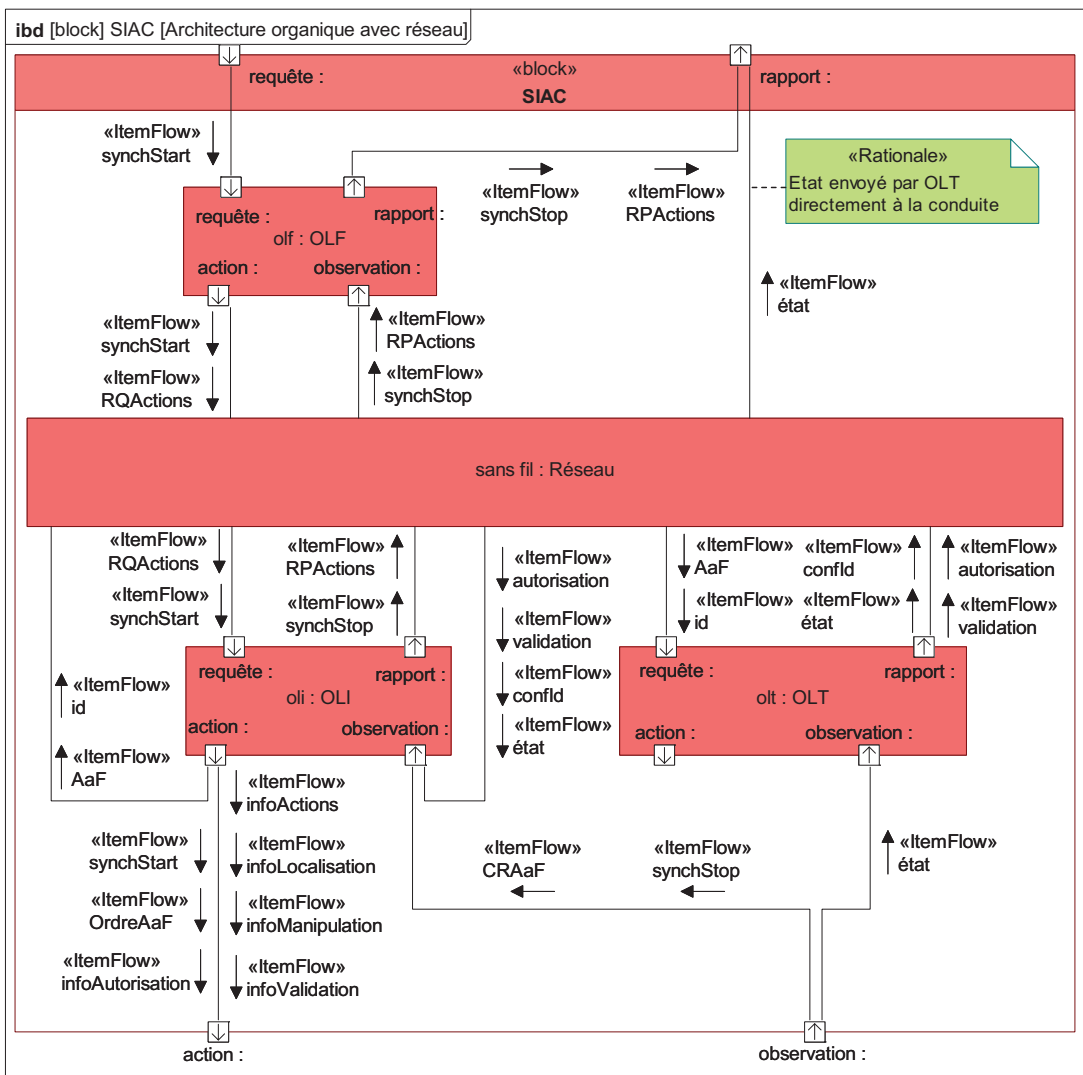 ibd [block] SIAC [Architecture organique avec réseau]
requête :
«block»
SIAC
rapport :
«ItemFlow»
synchStart
«Rationale»
Etat envoyé par OLT
directement à la conduite
«ItemFlow»
synchStop
«ItemFlow»
RPActions
requête :
rapport :
olf : OLF
action :
observation :
«ItemFlow»
état
«ItemFlow»
synchStart
«ItemFlow»
RPActions
«ItemFlow»
RQActions
«ItemFlow»
synchStop
sans fil : Réseau
«ItemFlow»
RQActions
«ItemFlow»
RPActions
«ItemFlow»
autorisation
«ItemFlow»
AaF
«ItemFlow»
confId
«ItemFlow»
autorisation
«ItemFlow»
synchStart
«ItemFlow»
synchStop
«ItemFlow»
validation
«ItemFlow»
id
«ItemFlow»
état
«ItemFlow»
validation
requête :
rapport :
oli : OLI
action :
observation :
requête :
rapport :
olt : OLT
action :
observation :
«ItemFlow»
id
«ItemFlow»
confId
«ItemFlow»
AaF
«ItemFlow»
état
«ItemFlow»
infoActions
«ItemFlow»
synchStart
«ItemFlow»
infoLocalisation
«ItemFlow»
CRAaF
«ItemFlow»
synchStop
«ItemFlow»
état
«ItemFlow»
OrdreAaF
«ItemFlow»
infoManipulation
«ItemFlow»
infoAutorisation
«ItemFlow»
infoValidation
action :
observation :